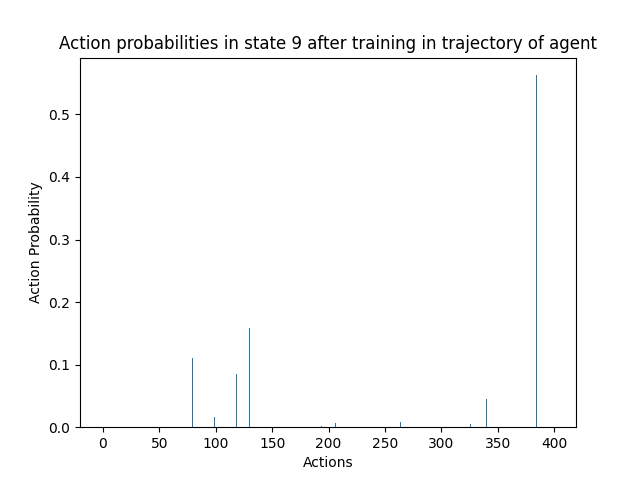 Action probabilities in state 9 after training in trajectory of agent
Action Probability
0.5
0.4
0.3
0.2
0.1
0.0
0 50 100 150 200 250 300 350 400
Actions